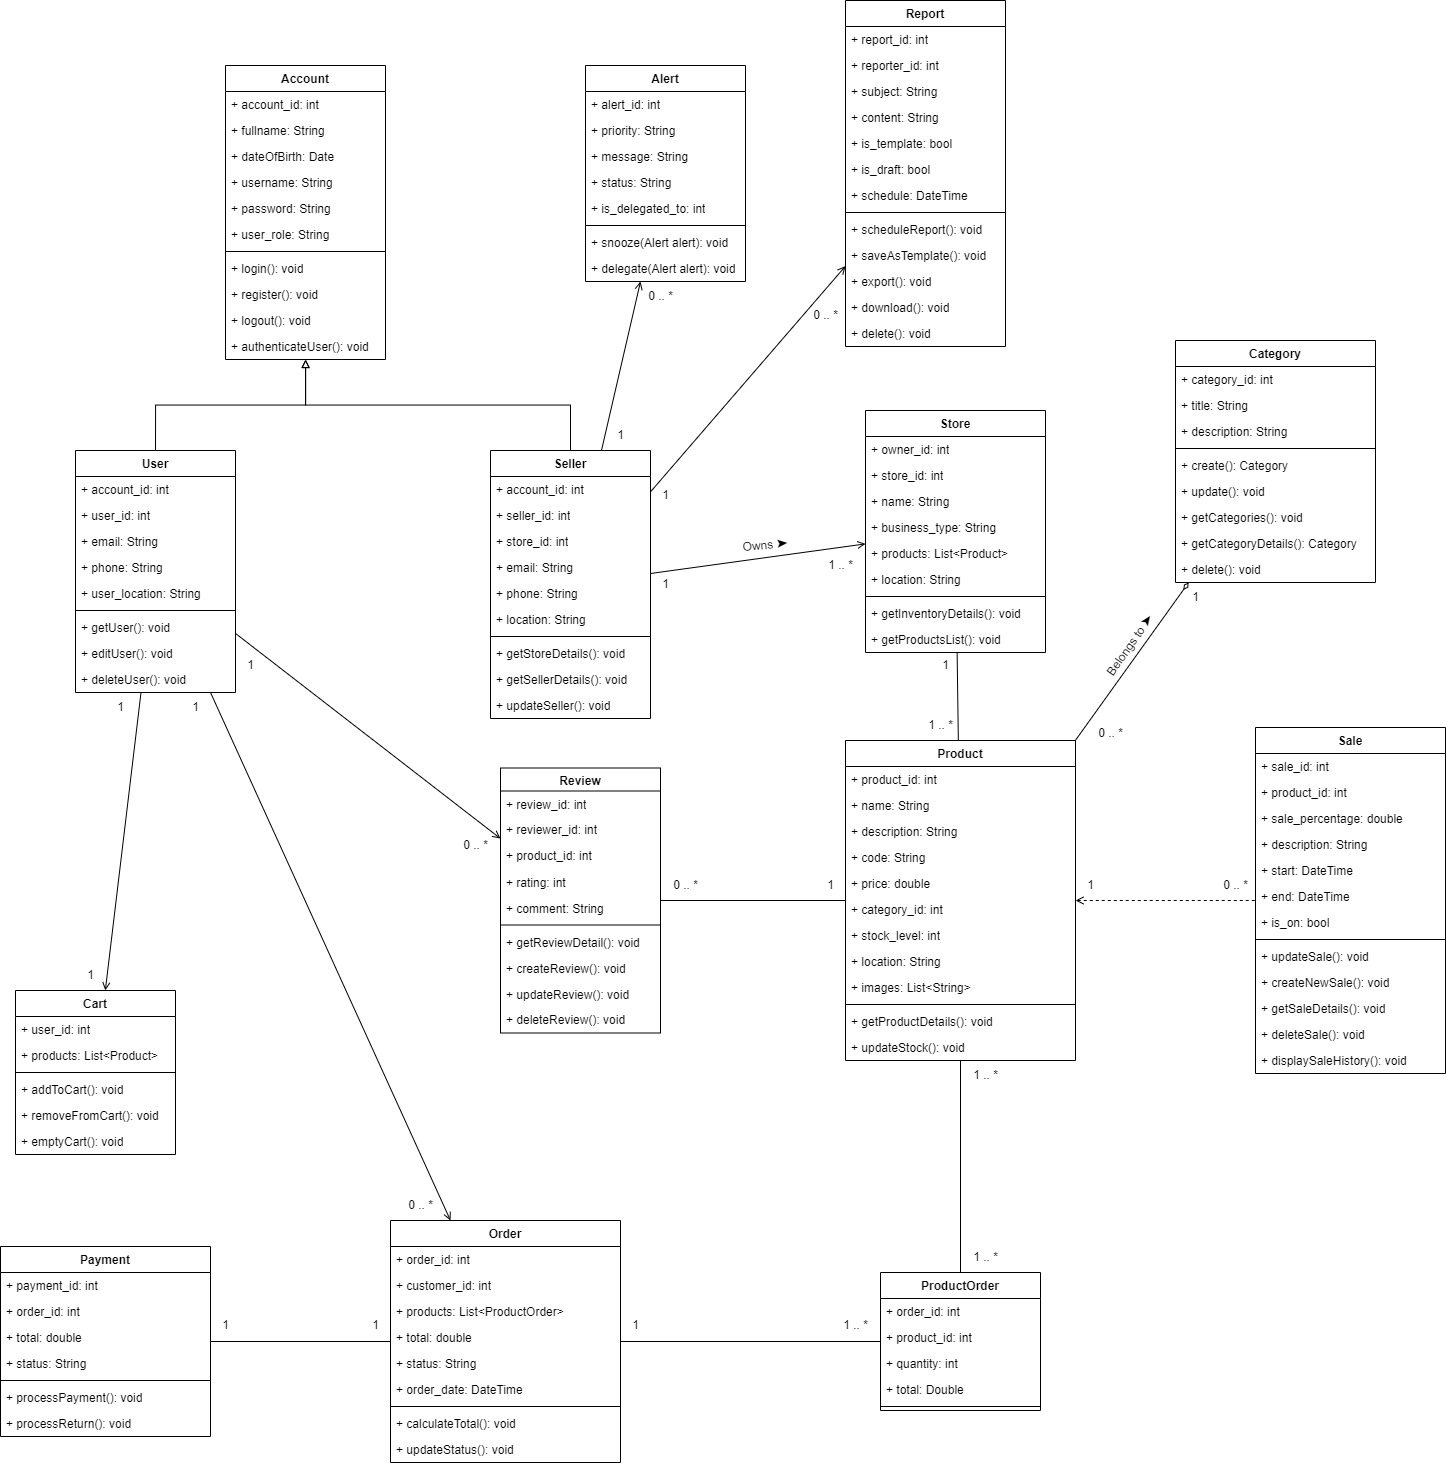 Report
+ report_id: int
+ reporter_id: int
+ subject: String
+ content: String
+ is_template: bool
+ is_draft: bool
+ schedule: DateTime
+ scheduleReport(): void
+ saveAsTemplate(): void
+ export(): void
+ download(): void
+ delete(): void
Account
+ account_id: int
+ fullname: String
+ dateOfBirth: Date
+ username: String
+ password: String
+ user_role: String
+ login(): void
+ register(): void
+ logout(): void
+ authenticateUser(): void
Alert
+ alert_id: int
+ priority: String
+ message: String
+ status: String
+ is_delegated_to: int
+ snooze(Alert alert): void
+ delegate(Alert alert): void
0 .. *
0 .. *
1
1
Category
+ category_id: int
+ title: String
+ description: String
+ create(): Category
+ update(): void
+ getCategories(): void
+ getCategoryDetails(): Category
+ delete(): void
1
Belongs to ➤
0 .. *
User
+ account_id: int
+ user_id: int
+ email: String
+ phone: String
+ user_location: String
+ getUser(): void
+ editUser(): void
+ deleteUser(): void
1
1
1
Seller
+ account_id: int
+ seller_id: int
+ store_id: int
+ email: String
+ phone: String
+ location: String
+ getStoreDetails(): void
+ getSellerDetails(): void
+ updateSeller(): void
Owns ➤
1
1 .. *
Store
+ owner_id: int
+ store_id: int
+ name: String
+ business_type: String
+ products: List<Product>
+ location: String
+ getInventoryDetails(): void
+ getProductsList(): void
1
1 .. *
Product
+ product_id: int
+ name: String
+ description: String
+ code: String
+ price: double
+ category_id: int
+ stock_level: int
+ location: String
+ images: List<String>
+ getProductDetails(): void
+ updateStock(): void
1
0 .. *
Sale
+ sale_id: int
+ product_id: int
+ sale_percentage: double
+ description: String
+ start: DateTime
+ end: DateTime
+ is_on: bool
+ updateSale(): void
+ createNewSale(): void
+ getSaleDetails(): void
+ deleteSale(): void
+ displaySaleHistory(): void
0 .. *
Review
+ review_id: int
+ reviewer_id: int
+ product_id: int
+ rating: int
+ comment: String
+ getReviewDetail(): void
+ createReview(): void
+ updateReview(): void
+ deleteReview(): void
0 .. *
1
1
Cart
+ user_id: int
+ products: List<Product>
+ addToCart(): void
+ removeFromCart(): void
+ emptyCart(): void
1 .. *
1 .. *
0 .. *
Payment
+ payment_id: int
+ order_id: int
+ total: double
+ status: String
+ processPayment(): void
+ processReturn(): void
1
1
Order
+ order_id: int
+ customer_id: int
+ products: List<ProductOrder>
+ total: double
+ status: String
+ order_date: DateTime
+ calculateTotal(): void
+ updateStatus(): void
1
1 .. *
ProductOrder
+ order_id: int
+ product_id: int
+ quantity: int
+ total: Double